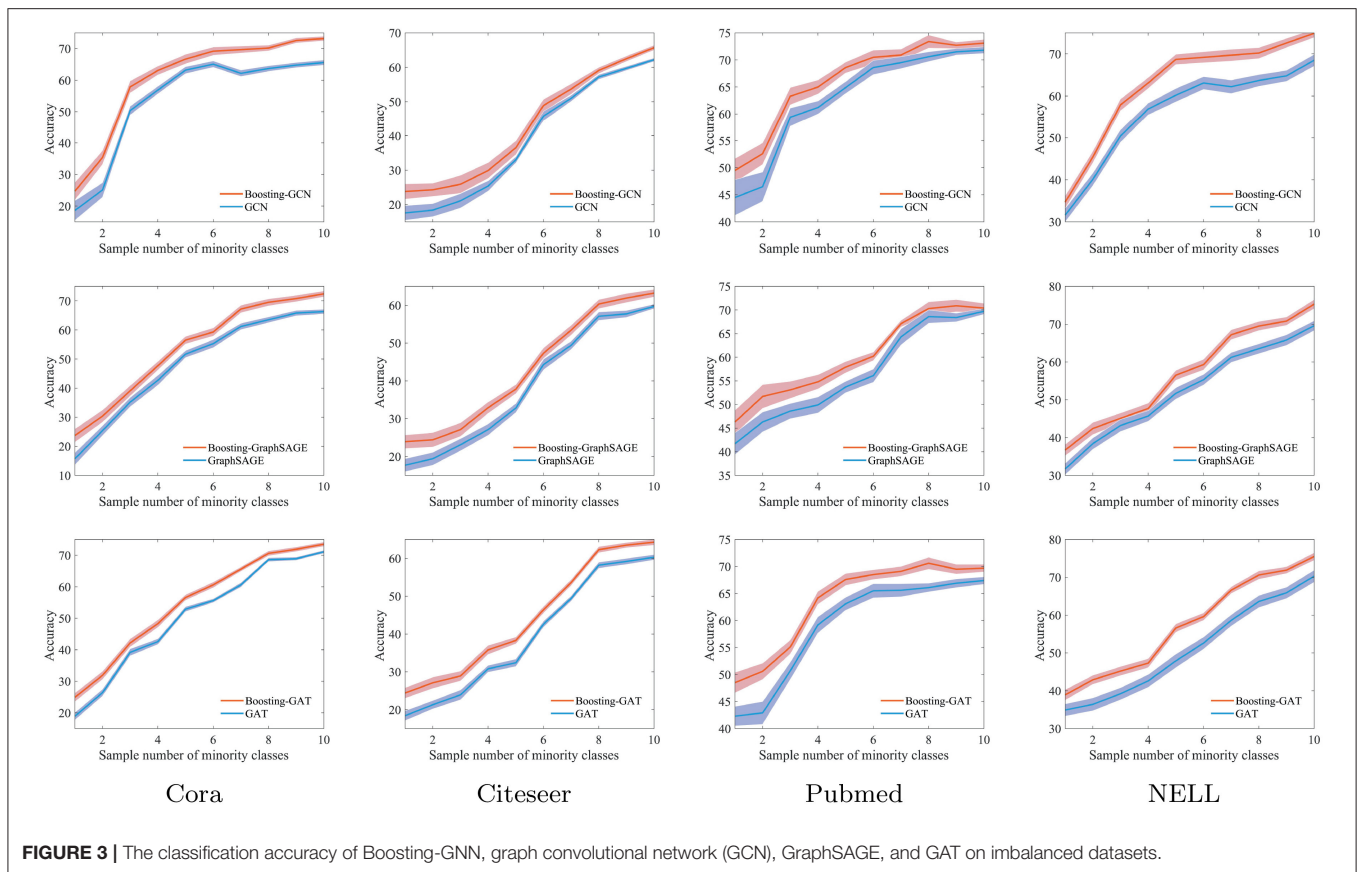 70
60
50
40
30
20
Accuracy
Boosting-GCN
GCN
2 4 6 8 10
Sample number of minority classes
70
60
50
40
30
20
Accuracy
Boosting-GCN
GCN
2 4 6 8 10
Sample number of minority classes
75
70
65
60
55
50
45
40
Accuracy
Boosting-GCN
GCN
2 4 6 8 10
Sample number of minority classes
70
60
50
40
30
Accuracy
Boosting-GCN
GCN
2 4 6 8 10
Sample number of minority classes
70
60
50
40
30
20
10
Accuracy
Boosting-GraphSAGE
GraphSAGE
2 4 6 8 10
Sample number of minority classes
60
50
40
30
20
Accuracy
Boosting-GraphSAGE
GraphSAGE
2 4 6 8 10
Sample number of minority classes
75
70
65
60
55
50
45
40
35
Accuracy
Boosting-GraphSAGE
GraphSAGE
2 4 6 8 10
Sample number of minority classes
80
70
60
50
40
30
Accuracy
Boosting-GraphSAGE
GraphSAGE
2 4 6 8 10
Sample number of minority classes
70
60
50
40
30
20
Accuracy
Boosting-GAT
GAT
2 4 6 8 10
Sample number of minority classes
60
50
40
30
20
Accuracy
Boosting-GAT
GAT
2 4 6 8 10
Sample number of minority classes
75
70
65
60
55
50
45
40
Accuracy
Boosting-GAT
GAT
2 4 6 8 10
Sample number of minority classes
80
70
60
50
40
30
Accuracy
Boosting-GAT
GAT
2 4 6 8 10
Sample number of minority classes
Cora Citeseer Pubmed NELL
FIGURE 3 | The classification accuracy of Boosting-GNN, graph convolutional network (GCN), GraphSAGE, and GAT on imbalanced datasets.